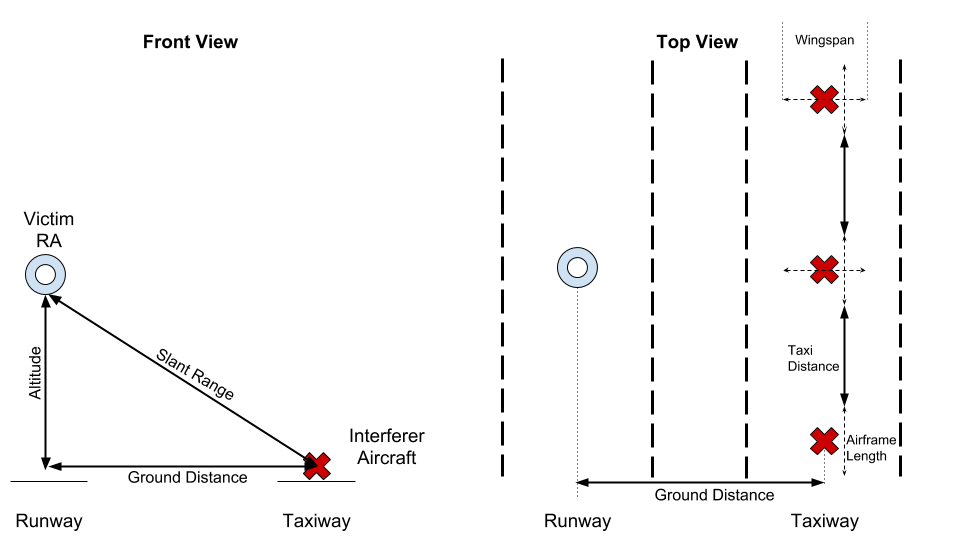 Front View
Victim
RA
Altitude
Slant Range
Interferer
Aircraft
Ground Distance
Runway
Taxiway
Top View
Wingspan
Taxi
Distance
Airframe
Length
Ground Distance
Runway
Taxiway